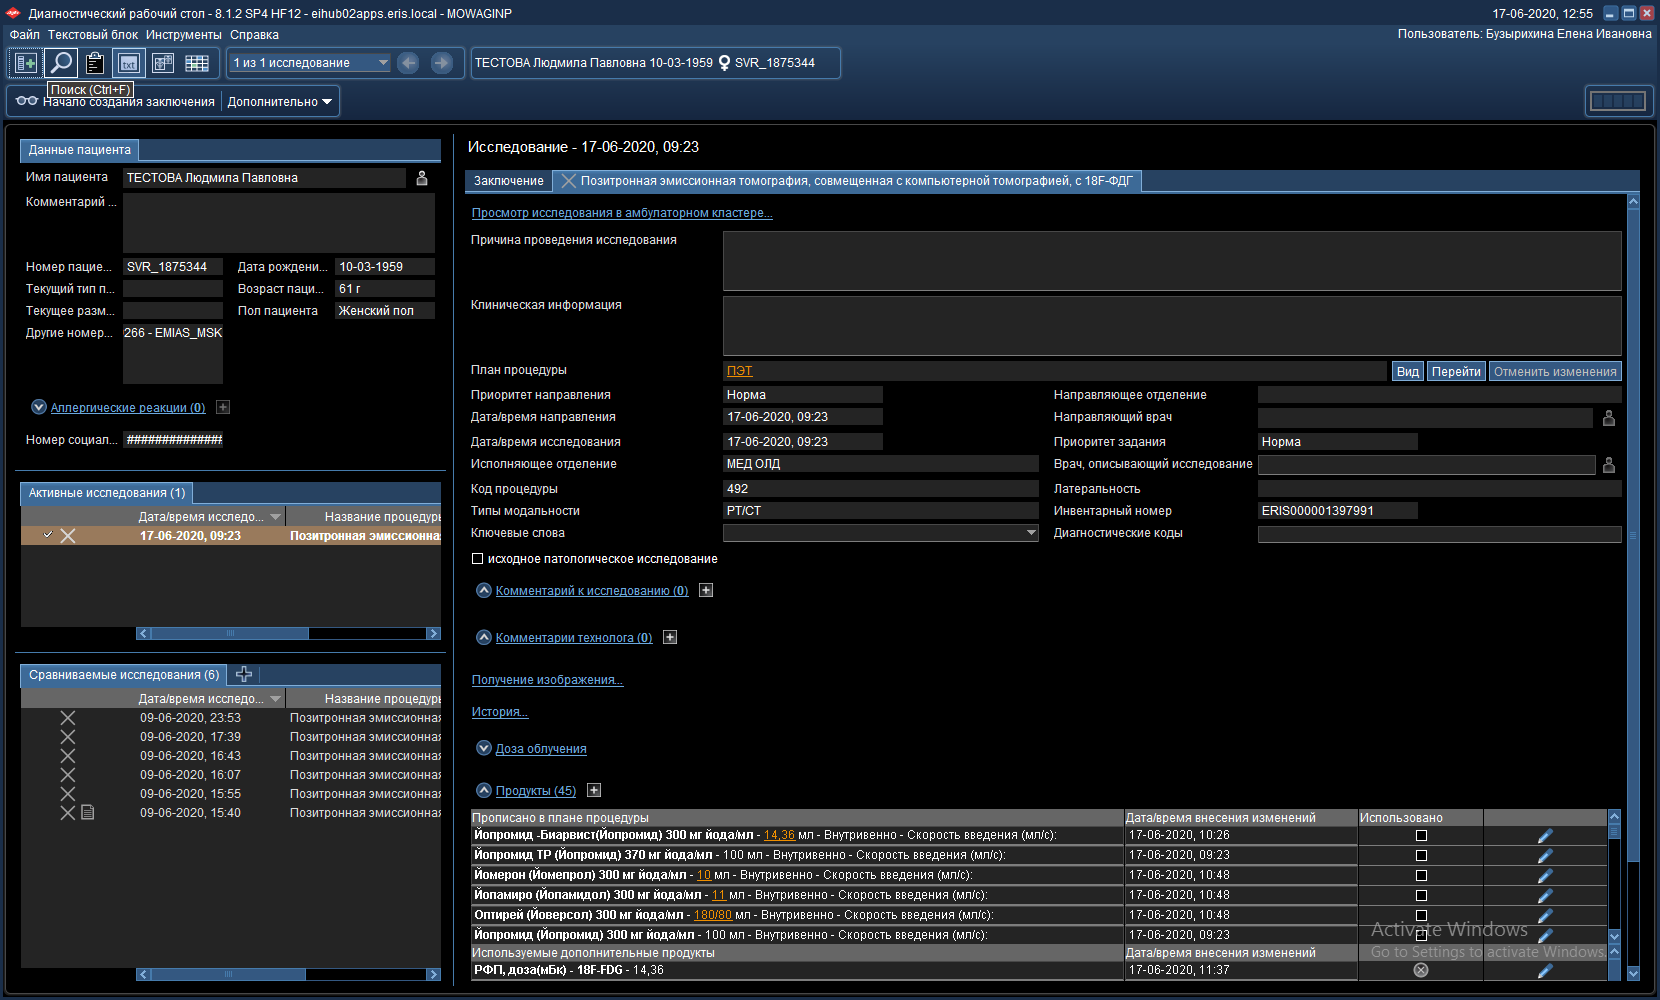 Диагностический рабочий стол - 8.1.2 SP4 HF12 - eihub02apps.eris.local - MOWAGINP
17-06-2020, 12:55
Файл Текстовый блок Инструменты Справка
Пользователь: Бузырихина Елена Ивановна
txt
1 из 1 исследование
ТЕСТОВА Людмила Павловна 10-03-1959 SVR_1875344
Поиск (Ctrl+F)
Начало создания заключения Дополнительно
Данные пациента
Имя пациента ТЕСТОВА Людмила Павловна
Комментарий ...
Номер пацие... SVR_1875344 Дата рождени... 10-03-1959
Текущий тип п... Возраст паци... 61 г
Текущее разм... Пол пациента Женский пол
Другие номер... 266 - EMIAS_MSK
Аллергические реакции (0)
Номер социал... ##############
Активные исследования (1)
Дата/время исследо... Название процедуры
17-06-2020, 09:23 Позитронная эмиссионна
Сравниваемые исследования (6)
Дата/время исследо... Название процедуры
09-06-2020, 23:53 Позитронная эмиссионная
09-06-2020, 17:39 Позитронная эмиссионная
09-06-2020, 16:43 Позитронная эмиссионная
09-06-2020, 16:07 Позитронная эмиссионная
09-06-2020, 15:55 Позитронная эмиссионная
09-06-2020, 15:40 Позитронная эмиссионная
Исследование - 17-06-2020, 09:23
Заключение Позитронная эмиссионная томография, совмещенная с компьютерной томографией, с 18F-ФДГ
Просмотр исследования в амбулаторном кластере...
Причина проведения исследования
Клиническая информация
План процедуры ПЭТ Вид Перейти Отменить изменения
Приоритет направления Норма Направляющее отделение
Дата/время направления 17-06-2020, 09:23 Направляющий врач
Дата/время исследования 17-06-2020, 09:23 Приоритет задания Норма
Исполняющее отделение МЕД ОЛД Врач, описывающий исследование
Код процедуры 492 Латеральность
Типы модальности PT/CT Инвентарный номер ERIS000001397991
Ключевые слова Диагностические коды
исходное патологическое исследование
Комментарий к исследованию (0)
Комментарии технолога (0)
Получение изображения...
История...
Доза облучения
Продукты (45)
Прописано в плане процедуры Дата/время внесения изменений Использовано
Йопромид -Биарвист(Йопромид) 300 мг йода/мл - 14,36 мл - Внутривенно - Скорость введения (мл/с): 17-06-2020, 10:26
Йопромид ТР (Йопромид) 370 мг йода/мл - 100 мл - Внутривенно - Скорость введения (мл/с): 17-06-2020, 09:23
Йомерон (Йомепрол) 300 мг йода/мл - 10 мл - Внутривенно - Скорость введения (мл/с): 17-06-2020, 10:48
Йопамиро (Йопамидол) 300 мг йода/мл - 11 мл - Внутривенно - Скорость введения (мл/с): 17-06-2020, 10:48
Оптирей (Йоверсол) 300 мг йода/мл - 180/80 мл - Внутривенно - Скорость введения (мл/с): 17-06-2020, 10:48
Йопромид (Йопромид) 300 мг йода/мл - 100 мл - Внутривенно - Скорость введения (мл/с): 17-06-2020, 09:23
Используемые дополнительные продукты Дата/время внесения изменений
РФП, доза(мБк) - 18F-FDG - 14,36 17-06-2020, 11:37
Activate Windows
Go to Settings to activate Windows.